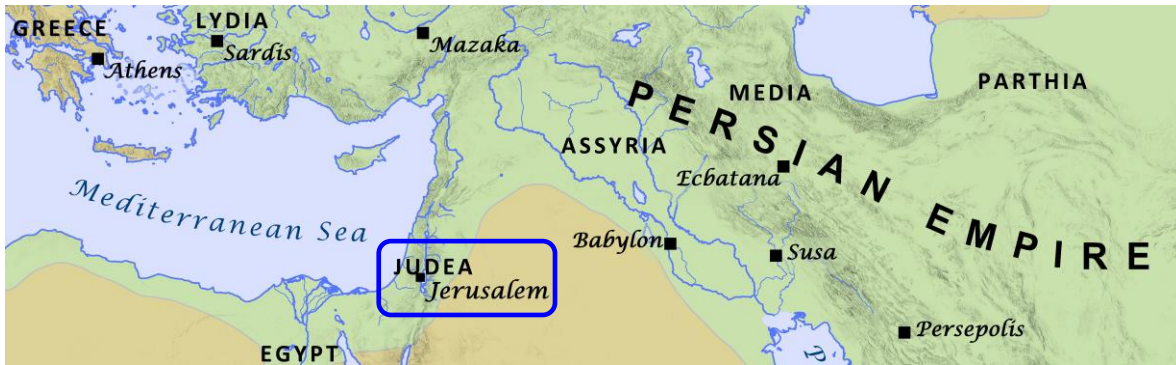 GREECE
LYDIA
Sardis
Mazaka
Athens
PERSIAN EMPIRE
MEDIA
PARTHIA
ASSYRIA
Ecbatana
Mediterranean Sea
Babylon
Susa
JUDEA
Jerusalem
Persepolis
EGYPT
P